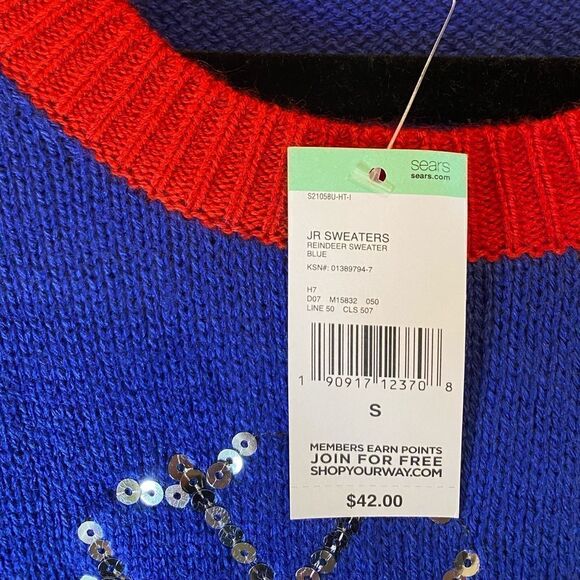 sears
sears.com
S21058U-HT-I
JR SWEATERS
REINDEER SWEATER
BLUE
KSN#: 01389794-7
H7
D07 M15832 050
LINE 50 CLS 507
1 90917 12370 8
S
MEMBERS EARN POINTS
JOIN FOR FREE
SHOPYOURWAY.COM
$42.00